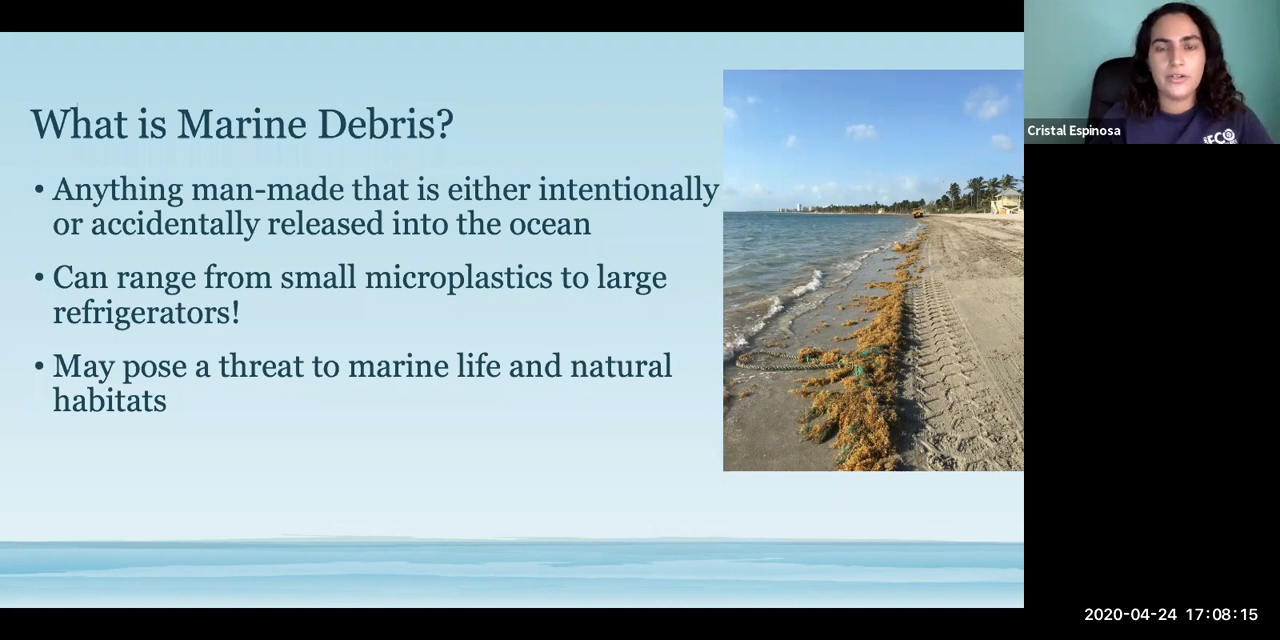 What is Marine Debris?
• Anything man-made that is either intentionally
or accidentally released into the ocean
• Can range from small microplastics to large
refrigerators!
• May pose a threat to marine life and natural
habitats
Cristal Espinosa
2020-04-24 17:08:15